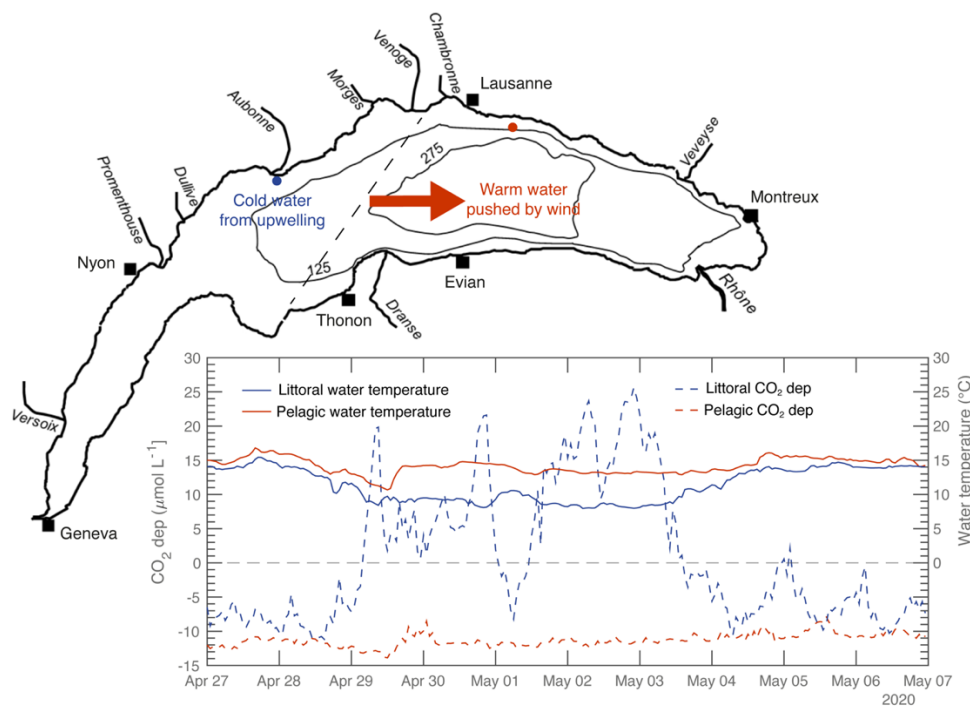 Chambronne
Venoge
Lausanne
Morges
Aubonne
275
Veveyse
Promenthouse
Dullive
Cold water
from upwelling
Warm water
pushed by wind
Montreux
Nyon
125
Evian
Rhône
Thonon
Dranse
Versoix
Geneva
30
25
20
15
10
5
0
-5
-10
-15
CO₂ dep (μmol L⁻¹)
Littoral water temperature
Pelagic water temperature
Littoral CO₂ dep
Pelagic CO₂ dep
30
25
20
15
10
5
0
Water temperature (°C)
Apr 27 Apr 28 Apr 29 Apr 30 May 01 May 02 May 03 May 04 May 05 May 06 May 07
2020